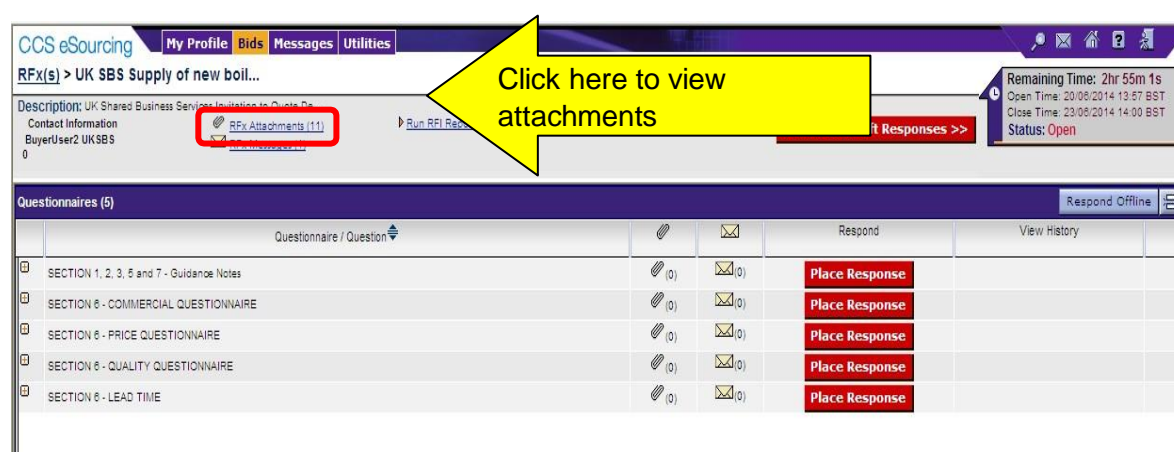 CCS eSourcing My Profile Bids Messages Utilities
RFx(s) > UK SBS Supply of new boil...
Description: UK Shared Business Services Invitation to Quote De
Contact Information
RFx Attachments (11)
Run RFI Repo
BuyerUser2 UKSBS
RFx Messages (1)
0
Click here to view
attachments
ft Responses >>
Remaining Time: 2hr 55m 1s
Open Time: 20/06/2014 13:57 BST
Close Time: 23/06/2014 14:00 BST
Status: Open
Questionnaires (5) Respond Offline
Questionnaire / Question Respond View History
SECTION 1, 2, 3, 5 and 7 - Guidance Notes (0) (0) Place Response
SECTION 6 - COMMERCIAL QUESTIONNAIRE (0) (0) Place Response
SECTION 6 - PRICE QUESTIONNAIRE (0) (0) Place Response
SECTION 6 - QUALITY QUESTIONNAIRE (0) (0) Place Response
SECTION 6 - LEAD TIME (0) (0) Place Response